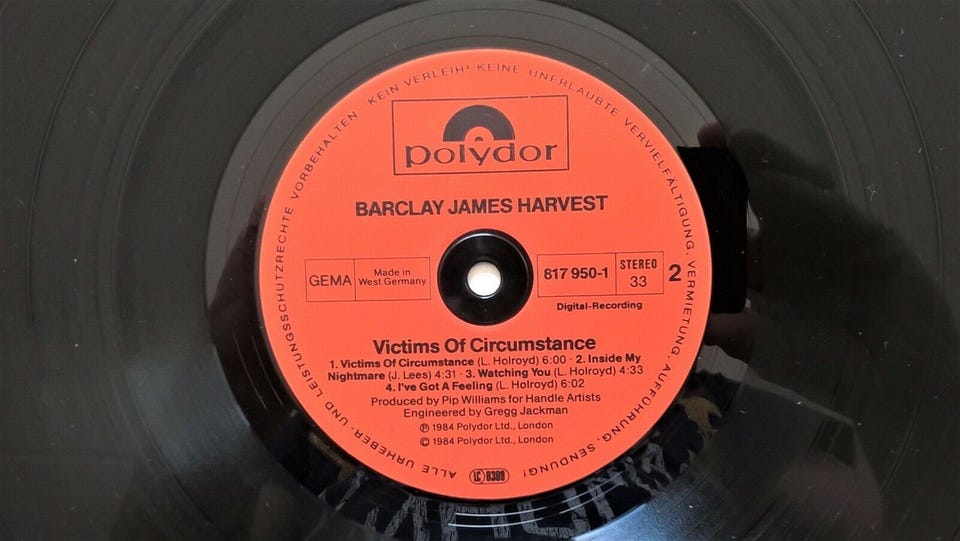 ALLE URHEBER- UND LEISTUNGSSCHUTZRECHTE VORBEHALTEN · KEIN VERLEIH! KEINE UNERLAUBTE VERVIELFÄLTIGUNG, VERMIETUNG, AUFFÜHRUNG, SENDUNG!
polydor
BARCLAY JAMES HARVEST
GEMA
Made in
West Germany
817 950-1
STEREO
33
2
Digital-Recording
Victims Of Circumstance
1. Victims Of Circumstance (L. Holroyd) 6:00 · 2. Inside My
Nightmare (J. Lees) 4:31 · 3. Watching You (L. Holroyd) 4:33
4. I've Got A Feeling (L. Holroyd) 6:02
Produced by Pip Williams for Handle Artists
Engineered by Gregg Jackman
℗ 1984 Polydor Ltd., London
© 1984 Polydor Ltd., London
LC 0309